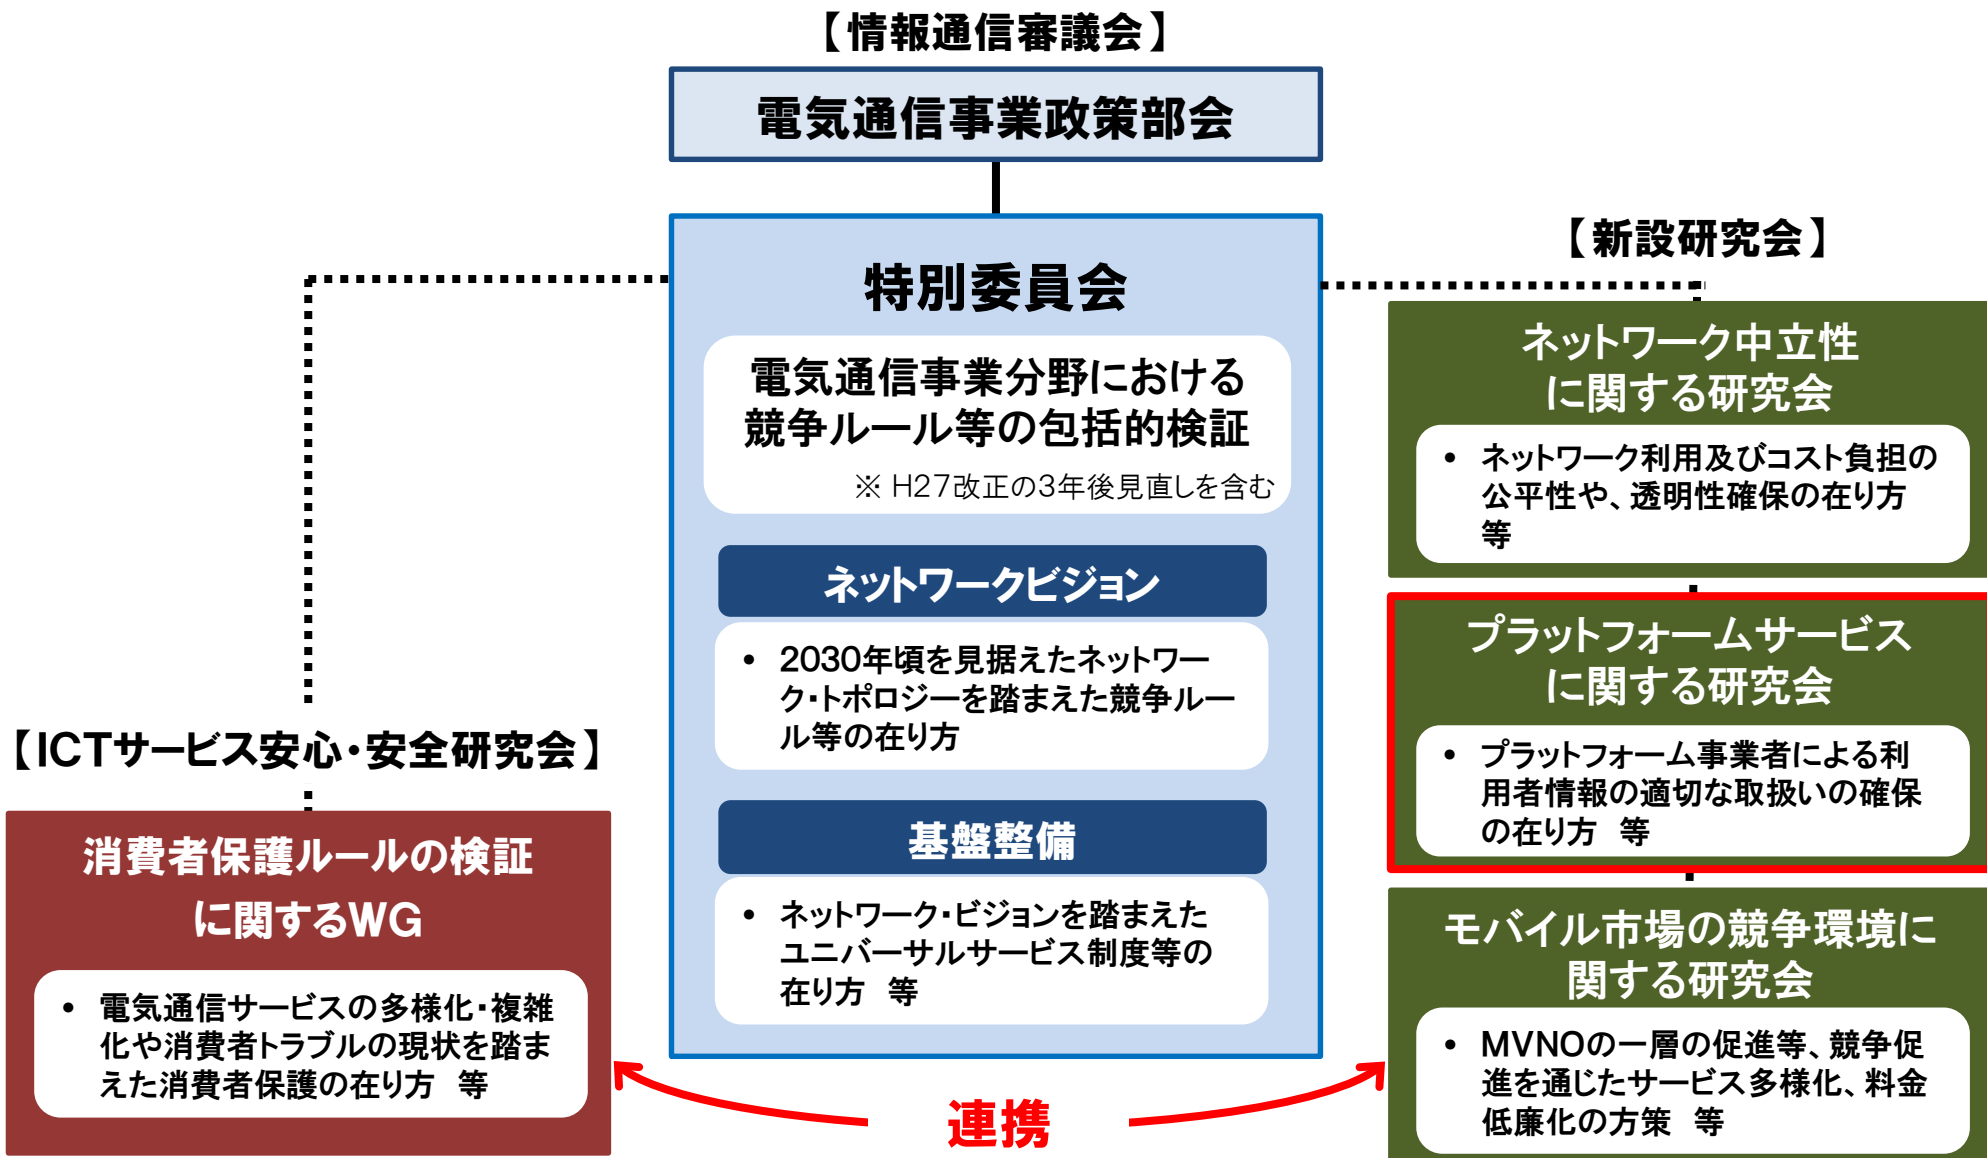 【情報通信審議会】
電気通信事業政策部会
特別委員会
電気通信事業分野における
競争ルール等の包括的検証
※ H27改正の3年後見直しを含む
ネットワークビジョン
• 2030年頃を見据えたネットワー
ク・トポロジーを踏まえた競争ルー
ル等の在り方
基盤整備
• ネットワーク・ビジョンを踏まえた
ユニバーサルサービス制度等の
在り方 等
【ICTサービス安心・安全研究会】
消費者保護ルールの検証
に関するWG
• 電気通信サービスの多様化・複雑
化や消費者トラブルの現状を踏ま
えた消費者保護の在り方 等
【新設研究会】
ネットワーク中立性
に関する研究会
• ネットワーク利用及びコスト負担の
公平性や、透明性確保の在り方
等
プラットフォームサービス
に関する研究会
• プラットフォーム事業者による利
用者情報の適切な取扱いの確保
の在り方 等
モバイル市場の競争環境に
関する研究会
• MVNOの一層の促進等、競争促
進を通じたサービス多様化、料金
低廉化の方策 等
連携